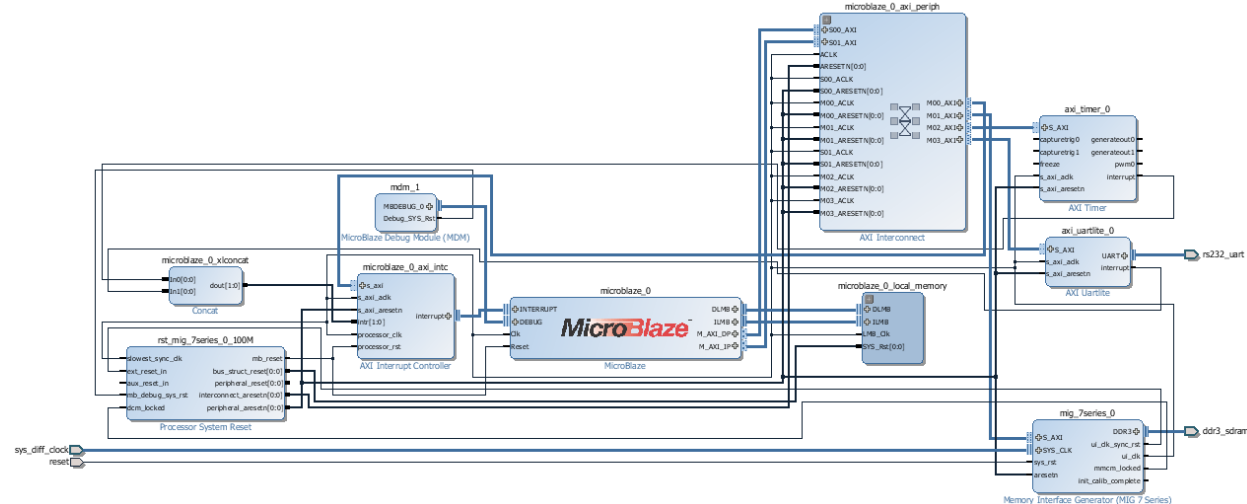 microblaze_0_axi_periph
S00_AXI
S01_AXI
ACLK
ARESETN[0:0]
S00_ACLK
S00_ARESETN[0:0]
M00_ACLK
M00_ARESETN[0:0]
M01_ACLK
M01_ARESETN[0:0]
S01_ACLK
S01_ARESETN[0:0]
M02_ACLK
M02_ARESETN[0:0]
M03_ACLK
M03_ARESETN[0:0]
M00_AXI
M01_AXI
M02_AXI
M03_AXI
AXI Interconnect
axi_timer_0
S_AXI
capturetrig0
capturetrig1
freeze
s_axi_aclk
s_axi_aresetn
generateout0
generateout1
pwm0
interrupt
AXI Timer
mdm_1
MBDEBUG_0
Debug_SYS_Rst
MicroBlaze Debug Module (MDM)
axi_uartlite_0
S_AXI
s_axi_aclk
s_axi_aresetn
UART
interrupt
AXI Uartlite
rs232_uart
microblaze_0_xlconcat
In0[0:0]
In1[0:0]
dout[1:0]
Concat
microblaze_0_axi_intc
s_axi
s_axi_aclk
s_axi_aresetn
intr[1:0]
processor_clk
processor_rst
interrupt
AXI Interrupt Controller
microblaze_0
INTERRUPT
DEBUG
Clk
Reset
MicroBlaze
DLMB
ILMB
M_AXI_DP
M_AXI_IP
MicroBlaze
microblaze_0_local_memory
DLMB
ILMB
LMB_Clk
SYS_Rst[0:0]
rst_mig_7series_0_100M
slowest_sync_clk
ext_reset_in
aux_reset_in
mb_debug_sys_rst
dcm_locked
mb_reset
bus_struct_reset[0:0]
peripheral_reset[0:0]
interconnect_aresetn[0:0]
peripheral_aresetn[0:0]
Processor System Reset
sys_diff_clock
reset
mig_7series_0
S_AXI
SYS_CLK
sys_rst
aresetn
DDR3
ui_clk_sync_rst
ui_clk
mmcm_locked
init_calib_complete
Memory Interface Generator (MIG 7 Series)
ddr3_sdram